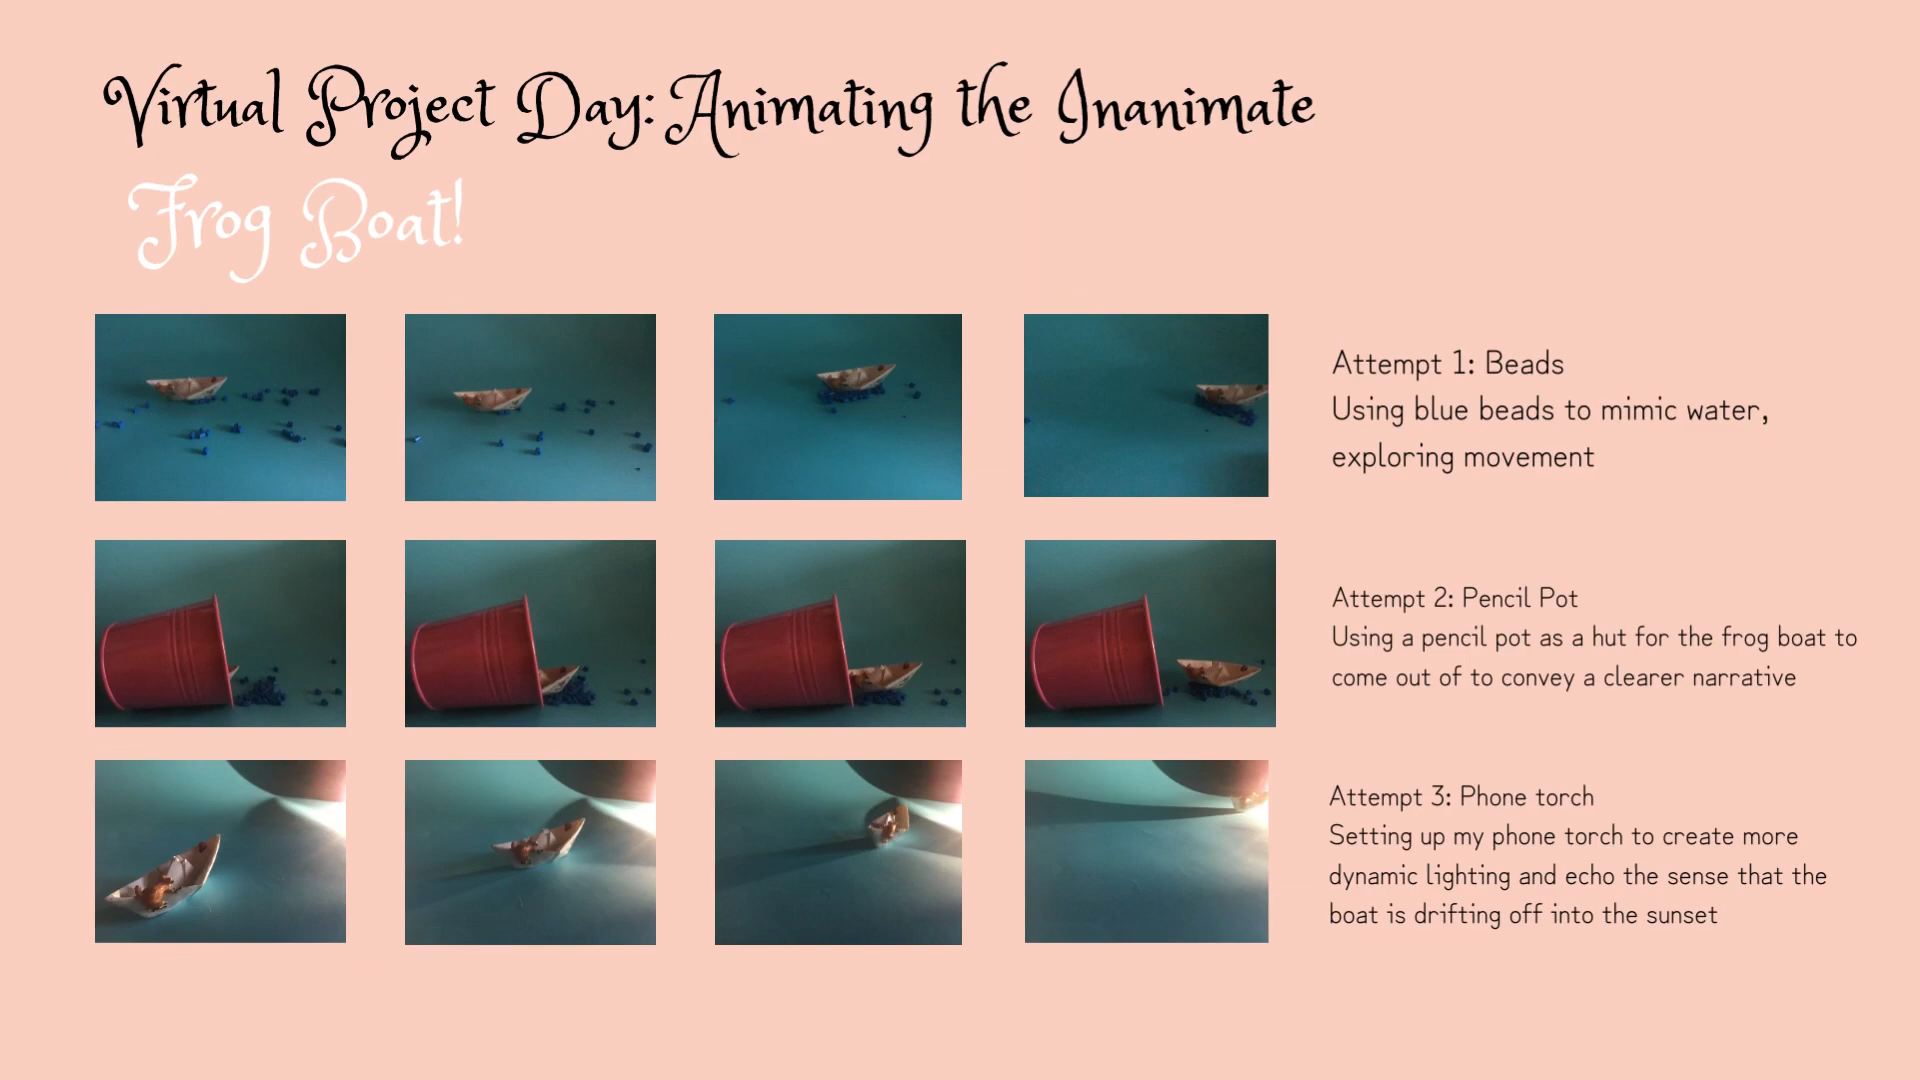 Virtual Project Day: Animating the Inanimate
Frog Boat!
Attempt 1: Beads
Using blue beads to mimic water,
exploring movement
Attempt 2: Pencil Pot
Using a pencil pot as a hut for the frog boat to
come out of to convey a clearer narrative
Attempt 3: Phone torch
Setting up my phone torch to create more
dynamic lighting and echo the sense that the
boat is drifting off into the sunset